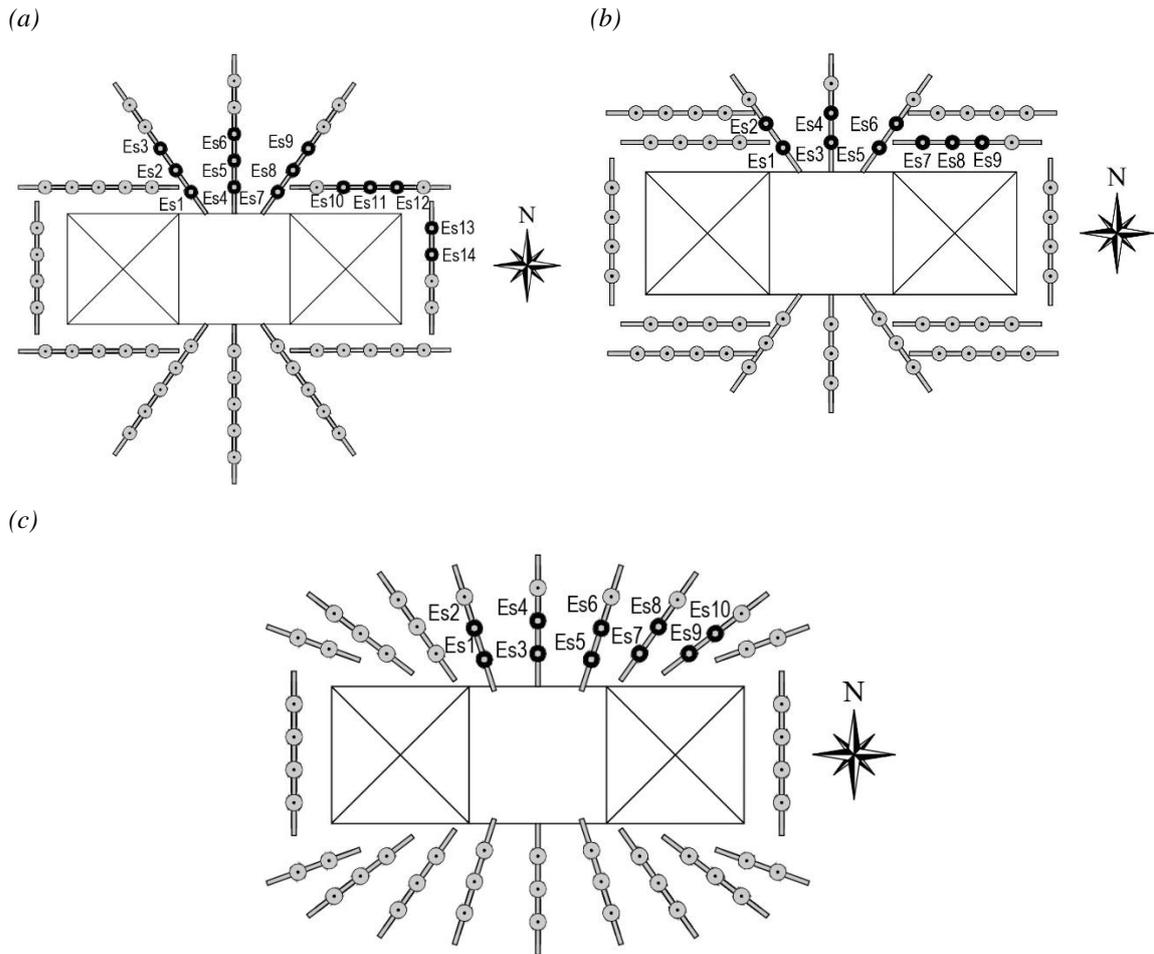 (a)
(b)
Es6 Es9
Es3
Es5 Es8
Es2
Es1 Es4 Es7 Es10 Es11 Es12
Es13
Es14
N
Es2 Es4 Es6
Es1 Es3 Es5 Es7 Es8 Es9
N
(c)
Es2 Es4 Es6 Es8 Es10
Es1 Es3 Es5 Es7 Es9
N